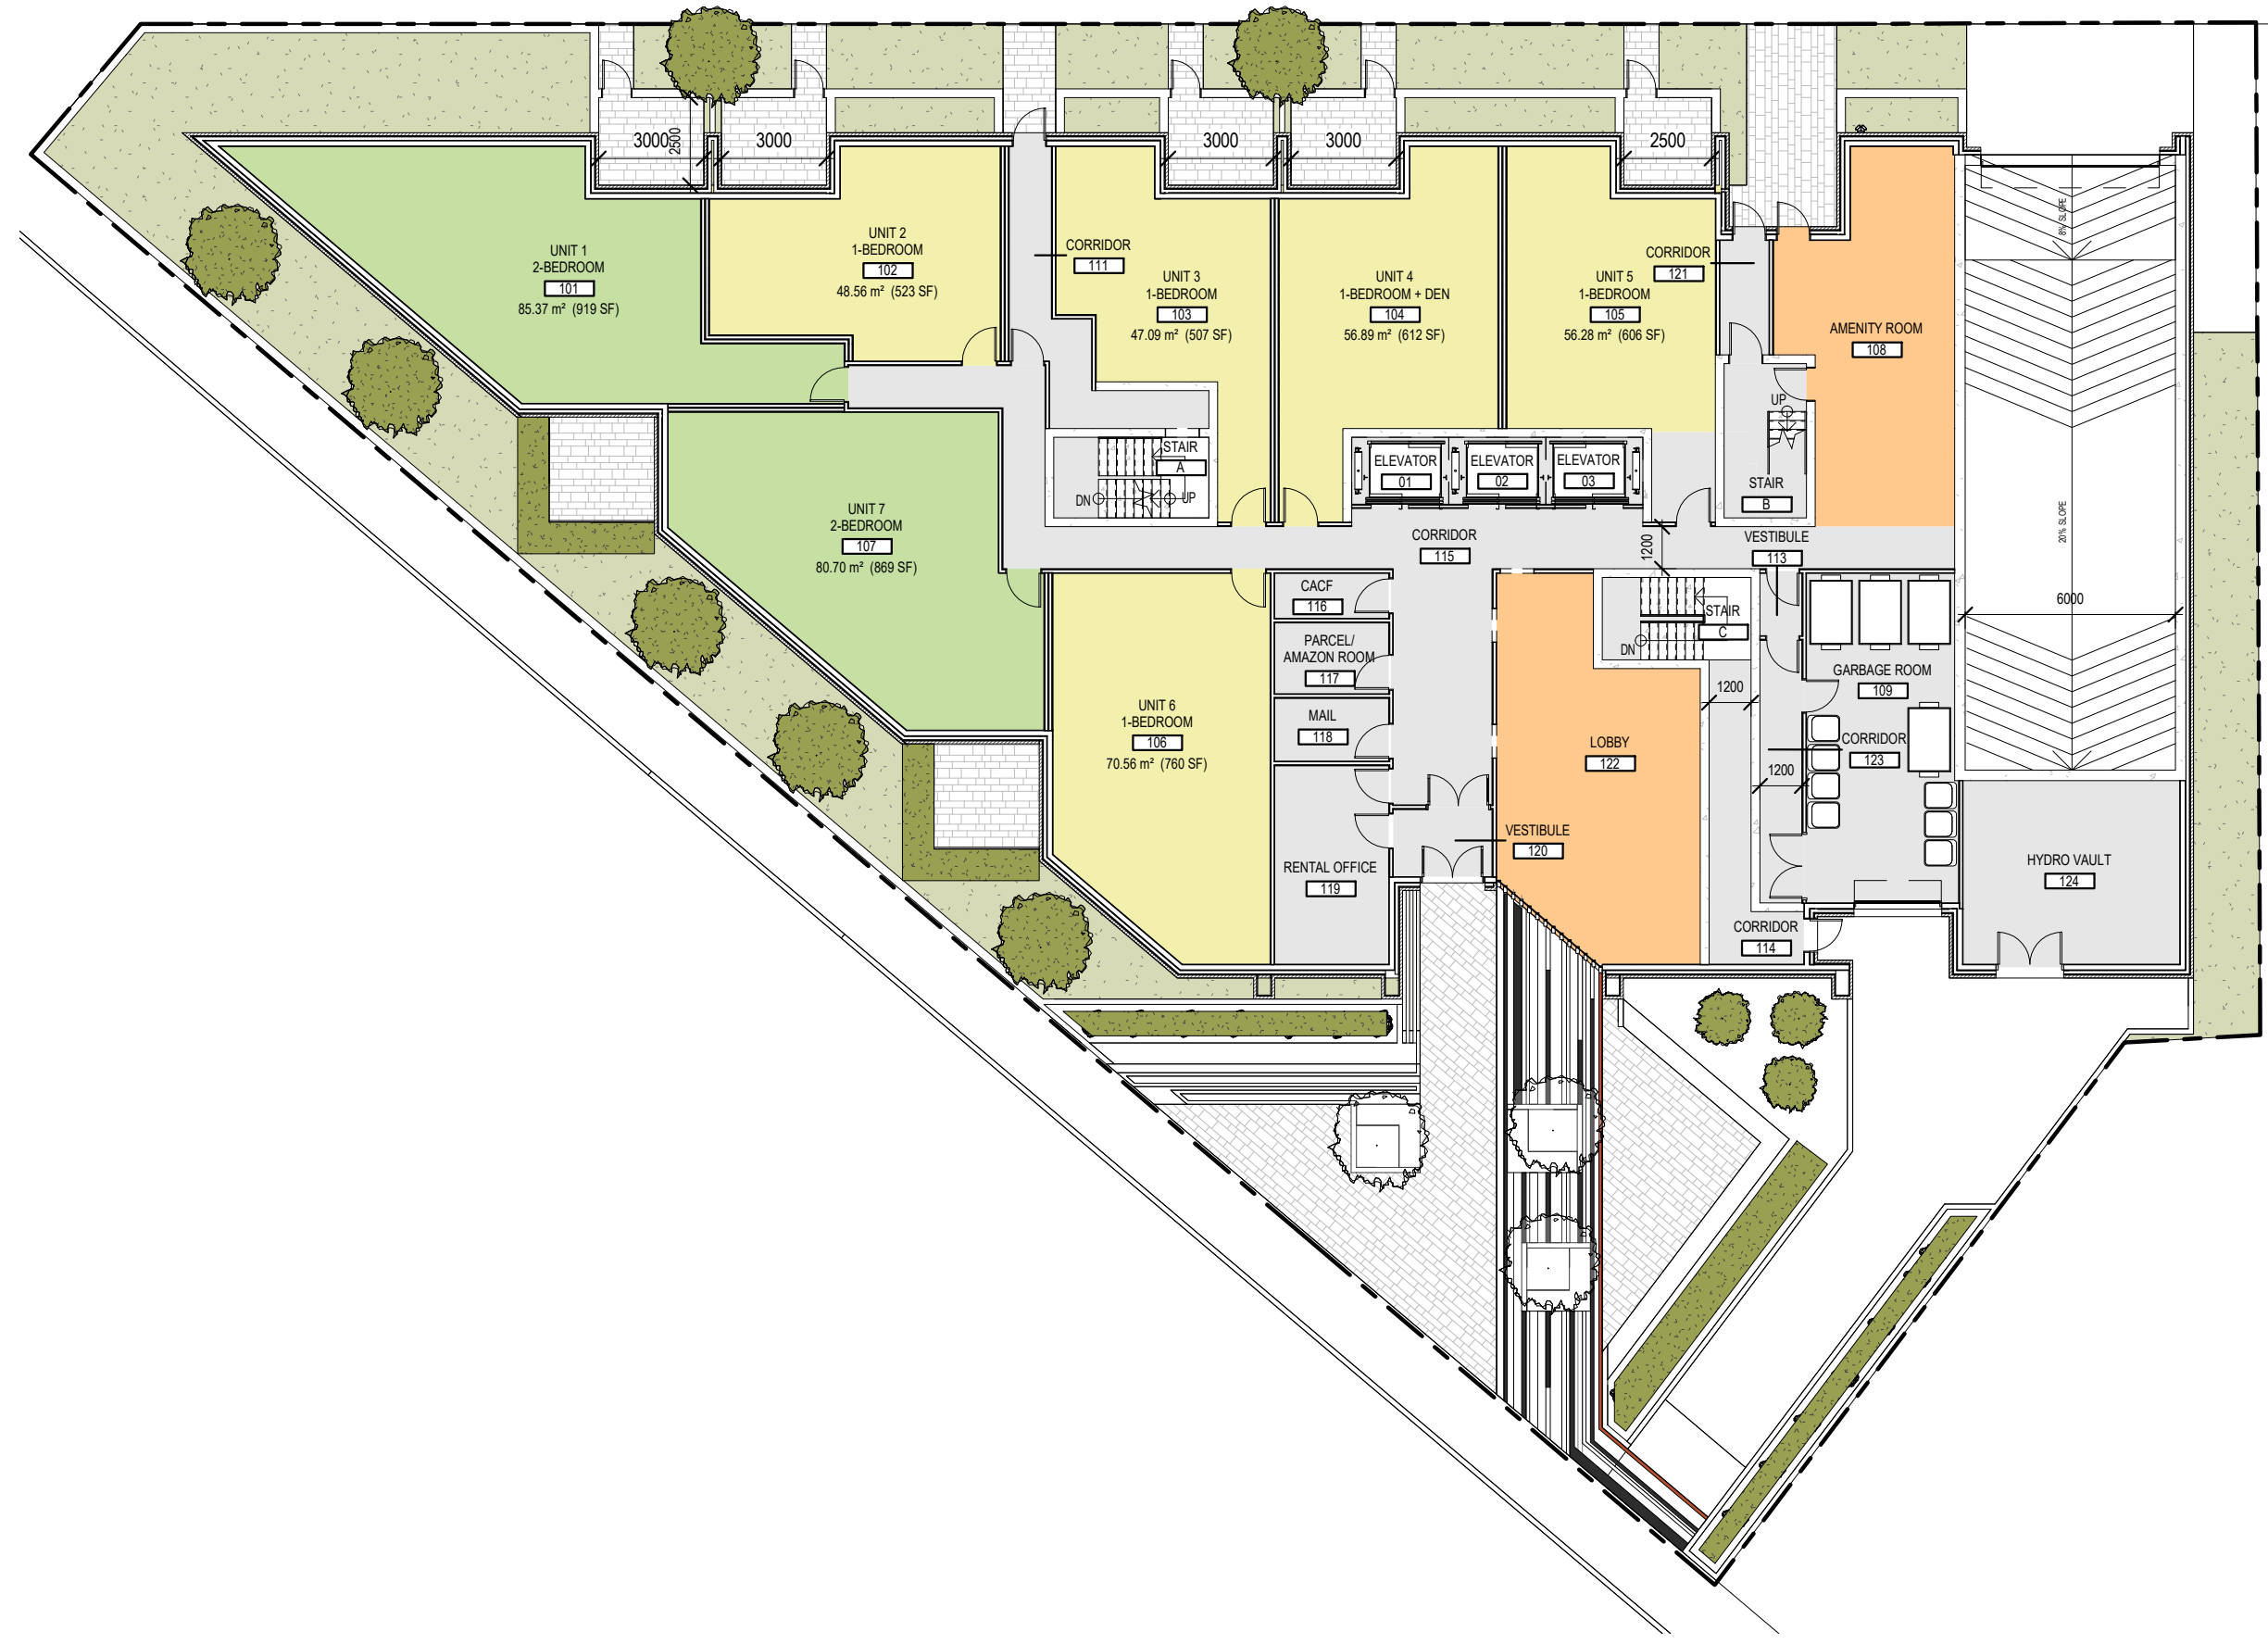 3000
2500
3000
3000
3000
2500
8% SLOPE
UNIT 1
2-BEDROOM
101
85.37 m² (919 SF)
UNIT 2
1-BEDROOM
102
48.56 m² (523 SF)
CORRIDOR
111
UNIT 3
1-BEDROOM
103
47.09 m² (507 SF)
UNIT 4
1-BEDROOM + DEN
104
56.89 m² (612 SF)
UNIT 5
1-BEDROOM
105
56.28 m² (606 SF)
CORRIDOR
121
AMENITY ROOM
108
UP
STAIR
A
DN
UP
ELEVATOR
01
ELEVATOR
02
ELEVATOR
03
STAIR
B
20% SLOPE
UNIT 7
2-BEDROOM
107
80.70 m² (869 SF)
CORRIDOR
115
1200
VESTIBULE
113
CACF
116
PARCEL/
AMAZON ROOM
117
MAIL
118
STAIR
C
DN
6000
GARBAGE ROOM
109
1200
UNIT 6
1-BEDROOM
106
70.56 m² (760 SF)
LOBBY
122
CORRIDOR
123
1200
VESTIBULE
120
RENTAL OFFICE
119
HYDRO VAULT
124
CORRIDOR
114